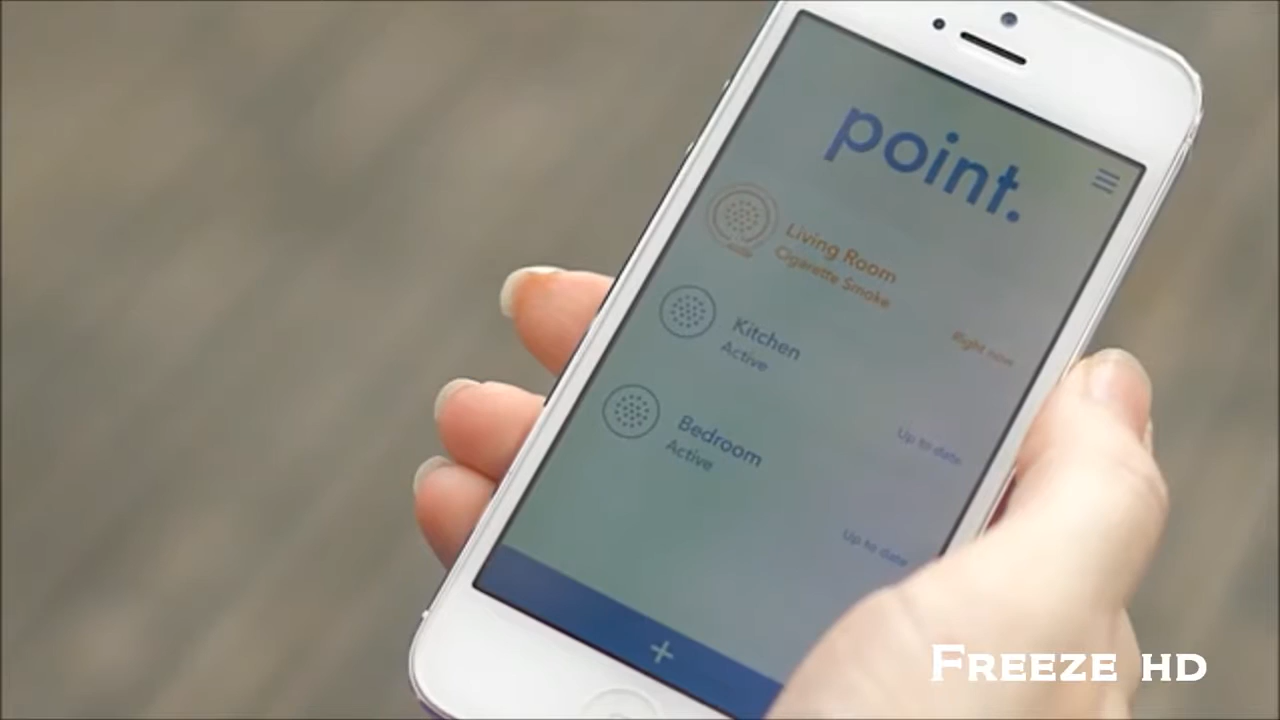 point.
Living Room
Cigarette Smoke
Right now
Kitchen
Active
Up to date
Bedroom
Active
Up to date
+
FREEZE HD